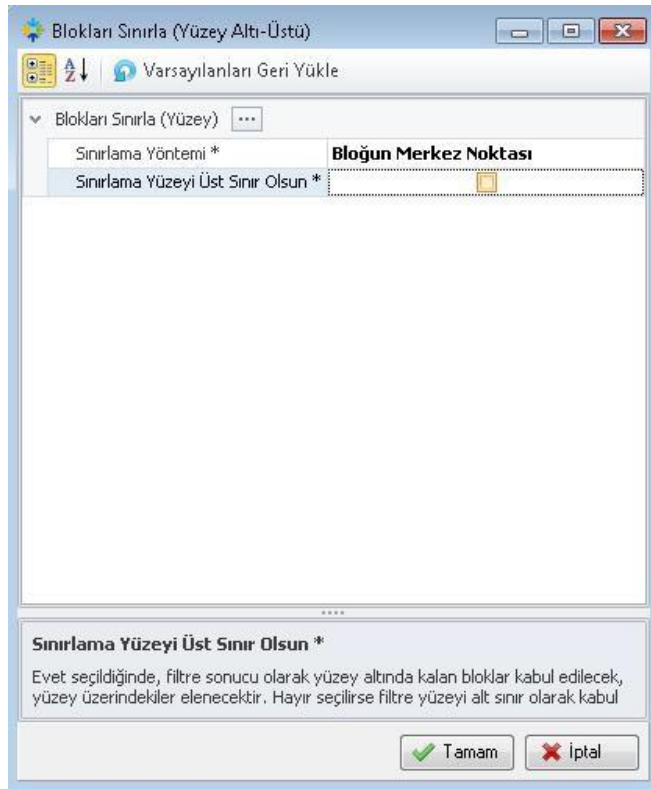 Blokları Sınırla (Yüzey Altı-Üstü)
Varsayılanları Geri Yükle
Blokları Sınırla (Yüzey) ...
Sınırlama Yöntemi * Bloğun Merkez Noktası
Sınırlama Yüzeyi Üst Sınır Olsun *
Sınırlama Yüzeyi Üst Sınır Olsun *
Evet seçildiğinde, filtre sonucu olarak yüzey altında kalan bloklar kabul edilecek,
yüzey üzerindekiler elenecektir. Hayır seçilirse filtre yüzeyi alt sınır olarak kabul
Tamam İptal